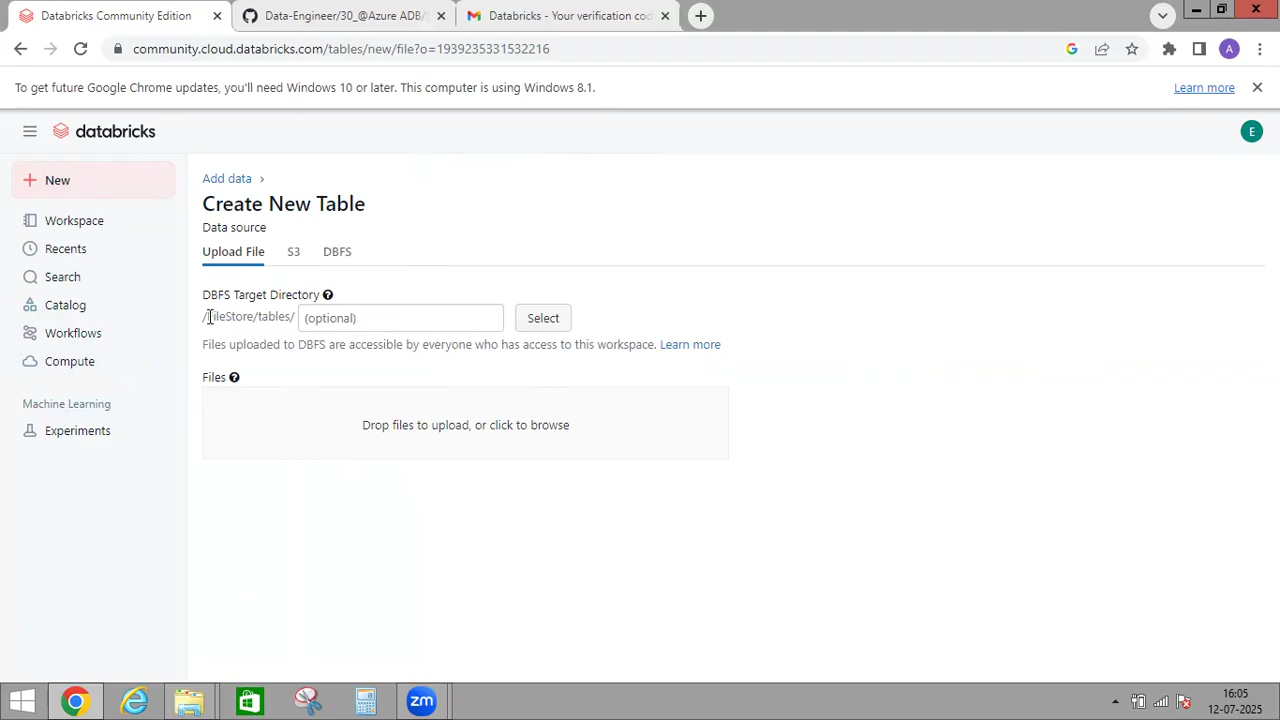 Databricks Community Edition
Data-Engineer/30_@Azure ADB/
Databricks - Your verification cod
community.cloud.databricks.com/tables/new/file?o=1939235331532216
A
To get future Google Chrome updates, you'll need Windows 10 or later. This computer is using Windows 8.1.
Learn more
databricks
E
New
Workspace
Recents
Search
Catalog
Workflows
Compute
Machine Learning
Experiments
Add data ›
Create New Table
Data source
Upload File S3 DBFS
DBFS Target Directory
/FileStore/tables/ (optional) Select
Files uploaded to DBFS are accessible by everyone who has access to this workspace. Learn more
Files
Drop files to upload, or click to browse
zm
16:05
12-07-2025